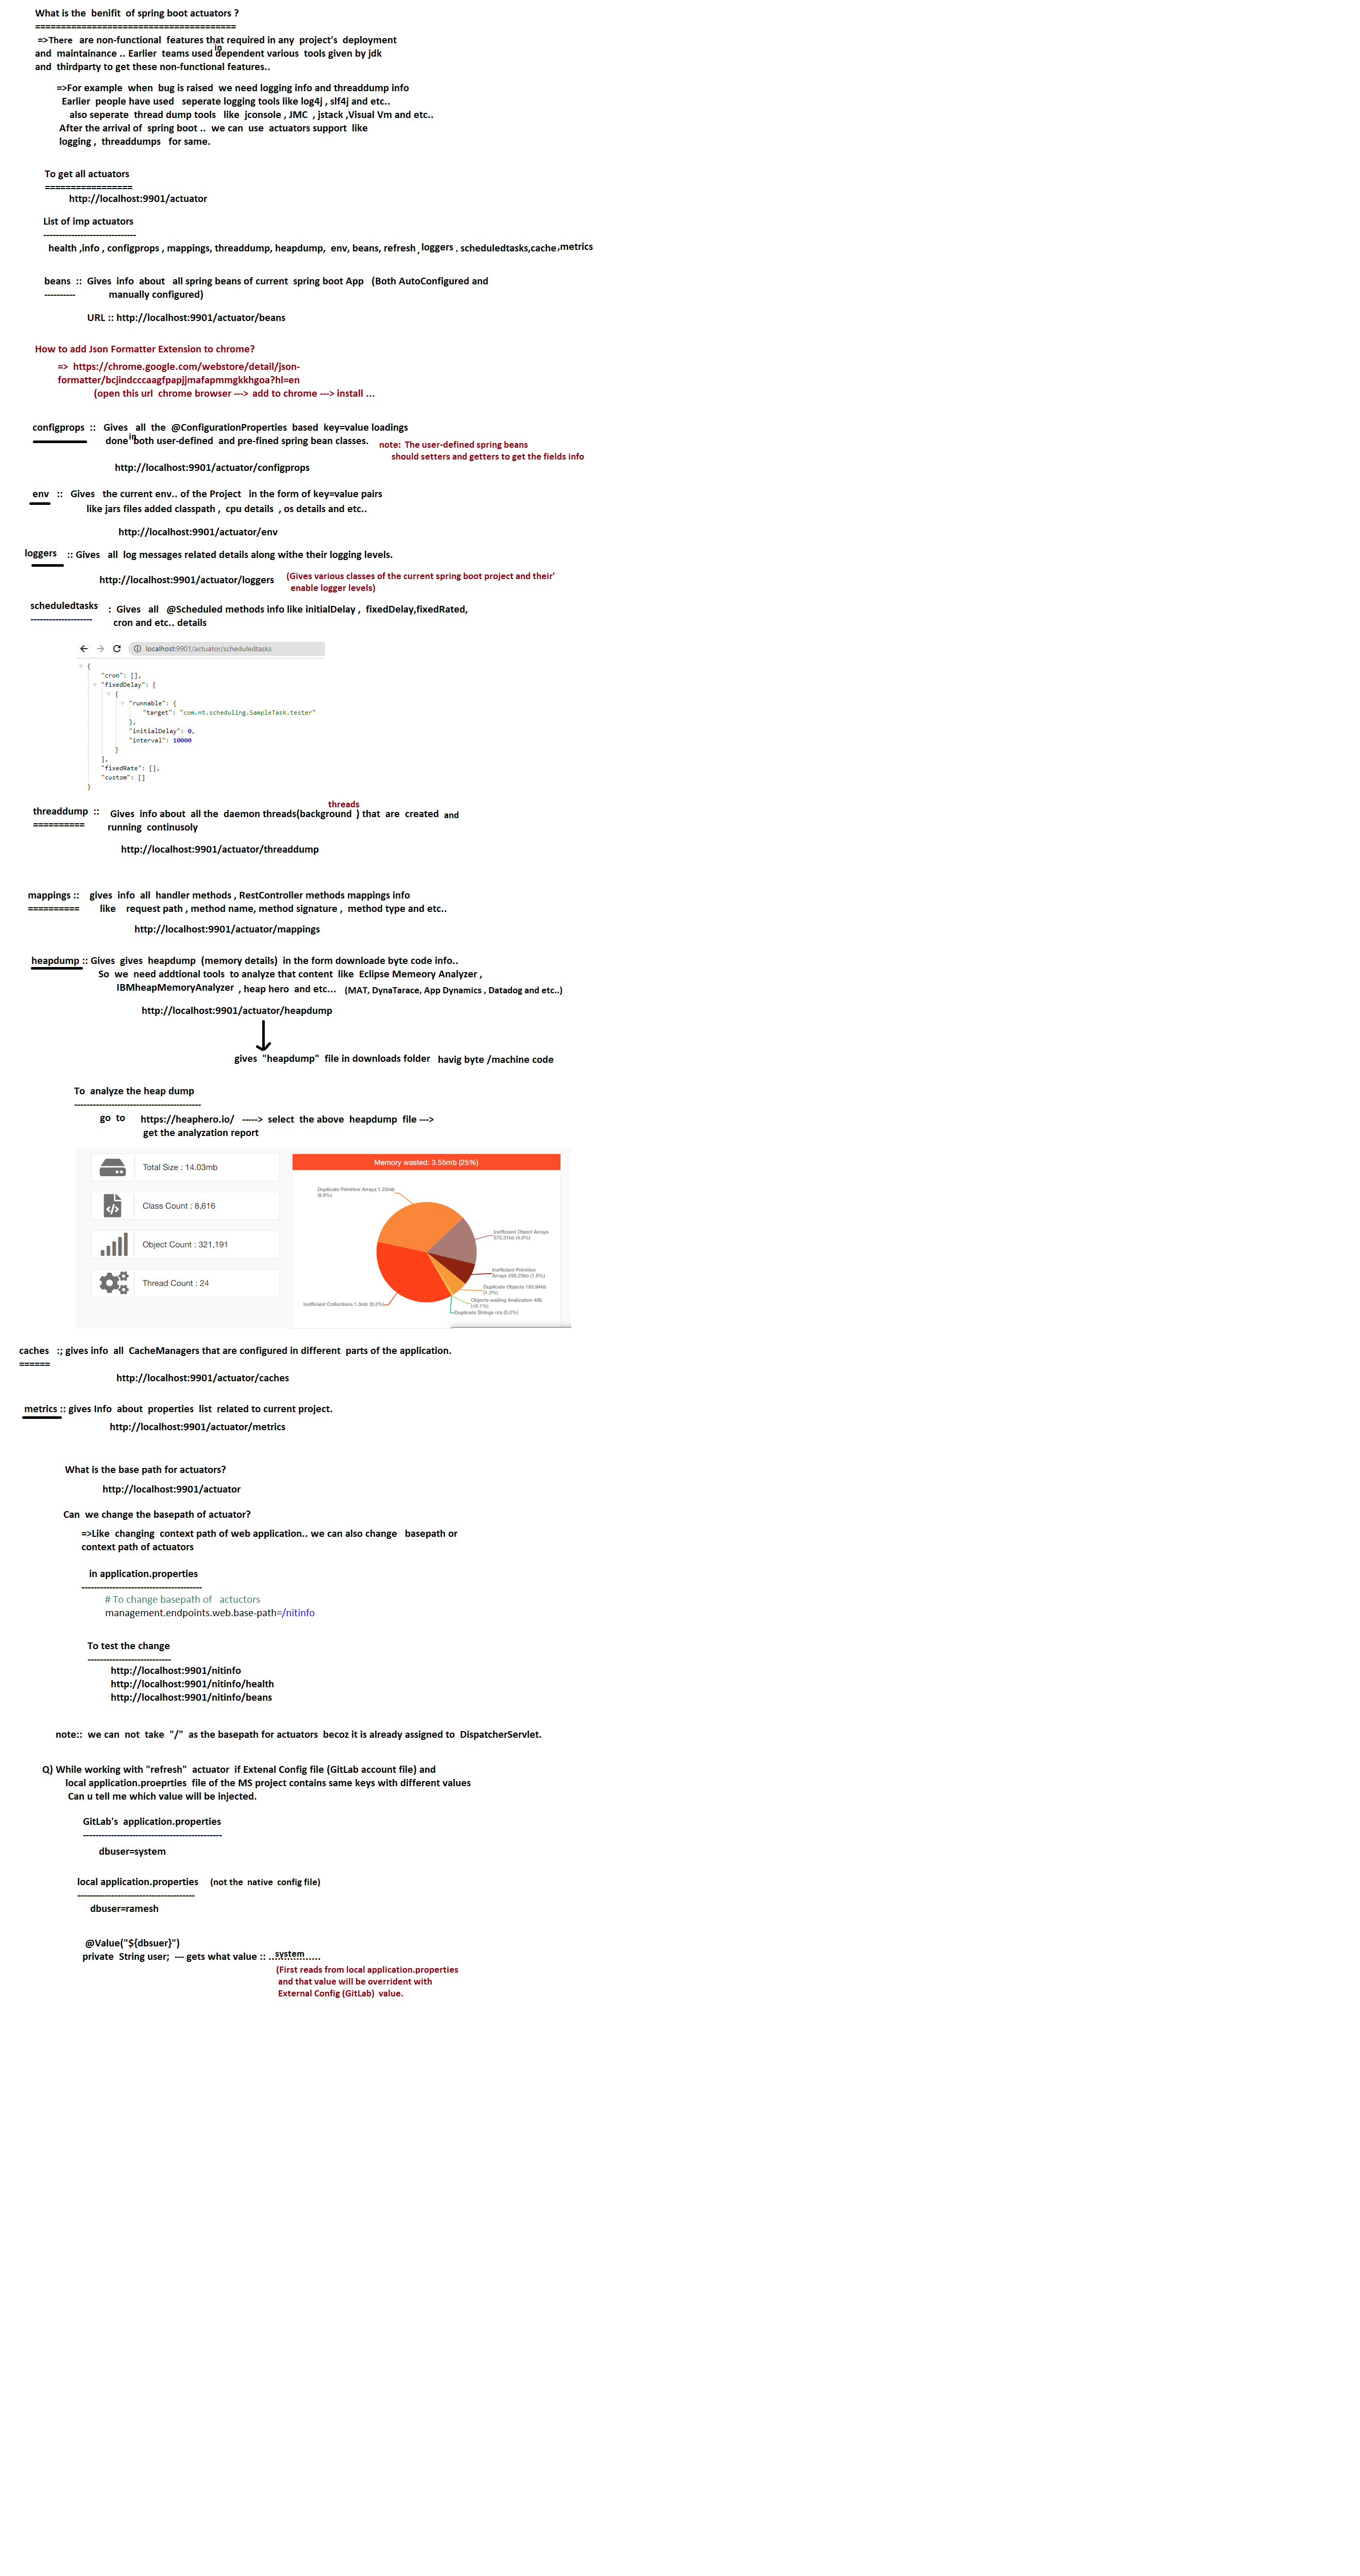 What is the benifit of spring boot actuators ?
=======================================
=>There are non-functional features that required in any project's deployment
in
and maintainance .. Earlier teams used dependent various tools given by jdk
and thirdparty to get these non-functional features..
=>For example when bug is raised we need logging info and threaddump info
Earlier people have used seperate logging tools like log4j , slf4j and etc..
also seperate thread dump tools like jconsole , JMC , jstack ,Visual Vm and etc..
After the arrival of spring boot .. we can use actuators support like
logging , threaddumps for same.
To get all actuators
=================
http://localhost:9901/actuator
List of imp actuators
------------------------------
health ,info , configprops , mappings, threaddump, heapdump, env, beans, refresh , loggers , scheduledtasks,cache,metrics
beans :: Gives info about all spring beans of current spring boot App (Both AutoConfigured and
---------- manually configured)
URL :: http://localhost:9901/actuator/beans
How to add Json Formatter Extension to chrome?
=> https://chrome.google.com/webstore/detail/json-
formatter/bcjindcccaagfpapjjmafapmmgkkhgoa?hl=en
(open this url chrome browser ---> add to chrome ---> install ...
configprops :: Gives all the @ConfigurationProperties based key=value loadings
in
done both user-defined and pre-fined spring bean classes. note: The user-defined spring beans
should setters and getters to get the fields info
http://localhost:9901/actuator/configprops
env :: Gives the current env.. of the Project in the form of key=value pairs
like jars files added classpath , cpu details , os details and etc..
http://localhost:9901/actuator/env
loggers :: Gives all log messages related details along withe their logging levels.
http://localhost:9901/actuator/loggers (Gives various classes of the current spring boot project and their'
enable logger levels)
scheduledtasks : Gives all @Scheduled methods info like initialDelay , fixedDelay,fixedRated,
-------------------- cron and etc.. details
localhost:9901/actuator/scheduledtasks
{
"cron": [],
"fixedDelay": [
{
"runnable": {
"target": "com.nt.scheduling.SampleTask.tester"
},
"initialDelay": 0,
"interval": 10000
}
],
"fixedRate": [],
"custom": []
}
threads
threaddump :: Gives info about all the daemon threads(background ) that are created and
========== running continusoly
http://localhost:9901/actuator/threaddump
mappings :: gives info all handler methods , RestController methods mappings info
========== like request path , method name, method signature , method type and etc..
http://localhost:9901/actuator/mappings
heapdump :: Gives gives heapdump (memory details) in the form downloade byte code info..
So we need addtional tools to analyze that content like Eclipse Memeory Analyzer ,
IBMheapMemoryAnalyzer , heap hero and etc... (MAT, DynaTarace, App Dynamics , Datadog and etc..)
http://localhost:9901/actuator/heapdump
gives "heapdump" file in downloads folder havig byte /machine code
To analyze the heap dump
-----------------------------------------
go to https://heaphero.io/ -----> select the above heapdump file --->
get the analyzation report
Total Size : 14.03mb
Class Count : 8,616
Object Count : 321,191
Thread Count : 24
Memory wasted: 3.55mb (25%)
Duplicate Primitive Arrays 1.23mb
(8.8%)
Inefficient Object Arrays
575.31kb (4.0%)
Inefficient Primitive
Arrays 255.23kb (1.8%)
Duplicate Objects 183.94kb
(1.3%)
Objects waiting finalization 48b
(<0.1%)
Duplicate Strings n/a (0.0%)
Inefficient Collections 1.3mb (9.3%)
caches :; gives info all CacheManagers that are configured in different parts of the application.
======
http://localhost:9901/actuator/caches
metrics :: gives Info about properties list related to current project.
http://localhost:9901/actuator/metrics
What is the base path for actuators?
http://localhost:9901/actuator
Can we change the basepath of actuator?
=>Like changing context path of web application.. we can also change basepath or
context path of actuators
in application.properties
---------------------------------------
# To change basepath of actuctors
management.endpoints.web.base-path=/nitinfo
To test the change
---------------------------
http://localhost:9901/nitinfo
http://localhost:9901/nitinfo/health
http://localhost:9901/nitinfo/beans
note:: we can not take "/" as the basepath for actuators becoz it is already assigned to DispatcherServlet.
Q) While working with "refresh" actuator if Extenal Config file (GitLab account file) and
local application.proeprties file of the MS project contains same keys with different values
Can u tell me which value will be injected.
GitLab's application.properties
---------------------------------------------
dbuser=system
local application.properties (not the native config file)
--------------------------------------
dbuser=ramesh
@Value("${dbsuer}")
private String user; --- gets what value :: ...system...
(First reads from local application.properties
and that value will be overrident with
External Config (GitLab) value.